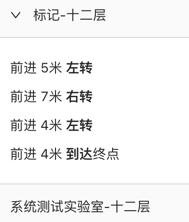 标记-十二层
前进 5米 左转
前进 7米 右转
前进 4米 左转
前进 4米 到达终点
系统测试实验室-十二层